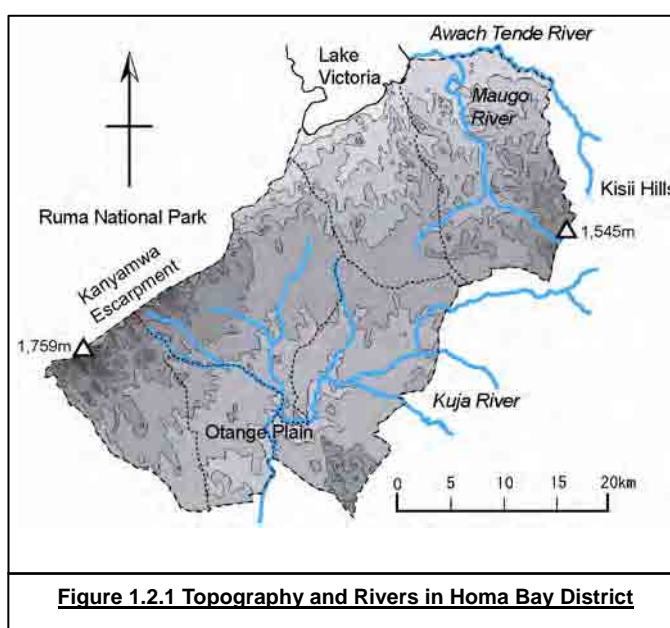 Awach Tende River
Lake
Victoria
Maugo
River
Kisii Hills
Ruma National Park
1,545m
Kanyamwa
Escarpment
1,759m
Kuja River
Otange Plain
0 5 10 15 20km
Figure 1.2.1 Topography and Rivers in Homa Bay District